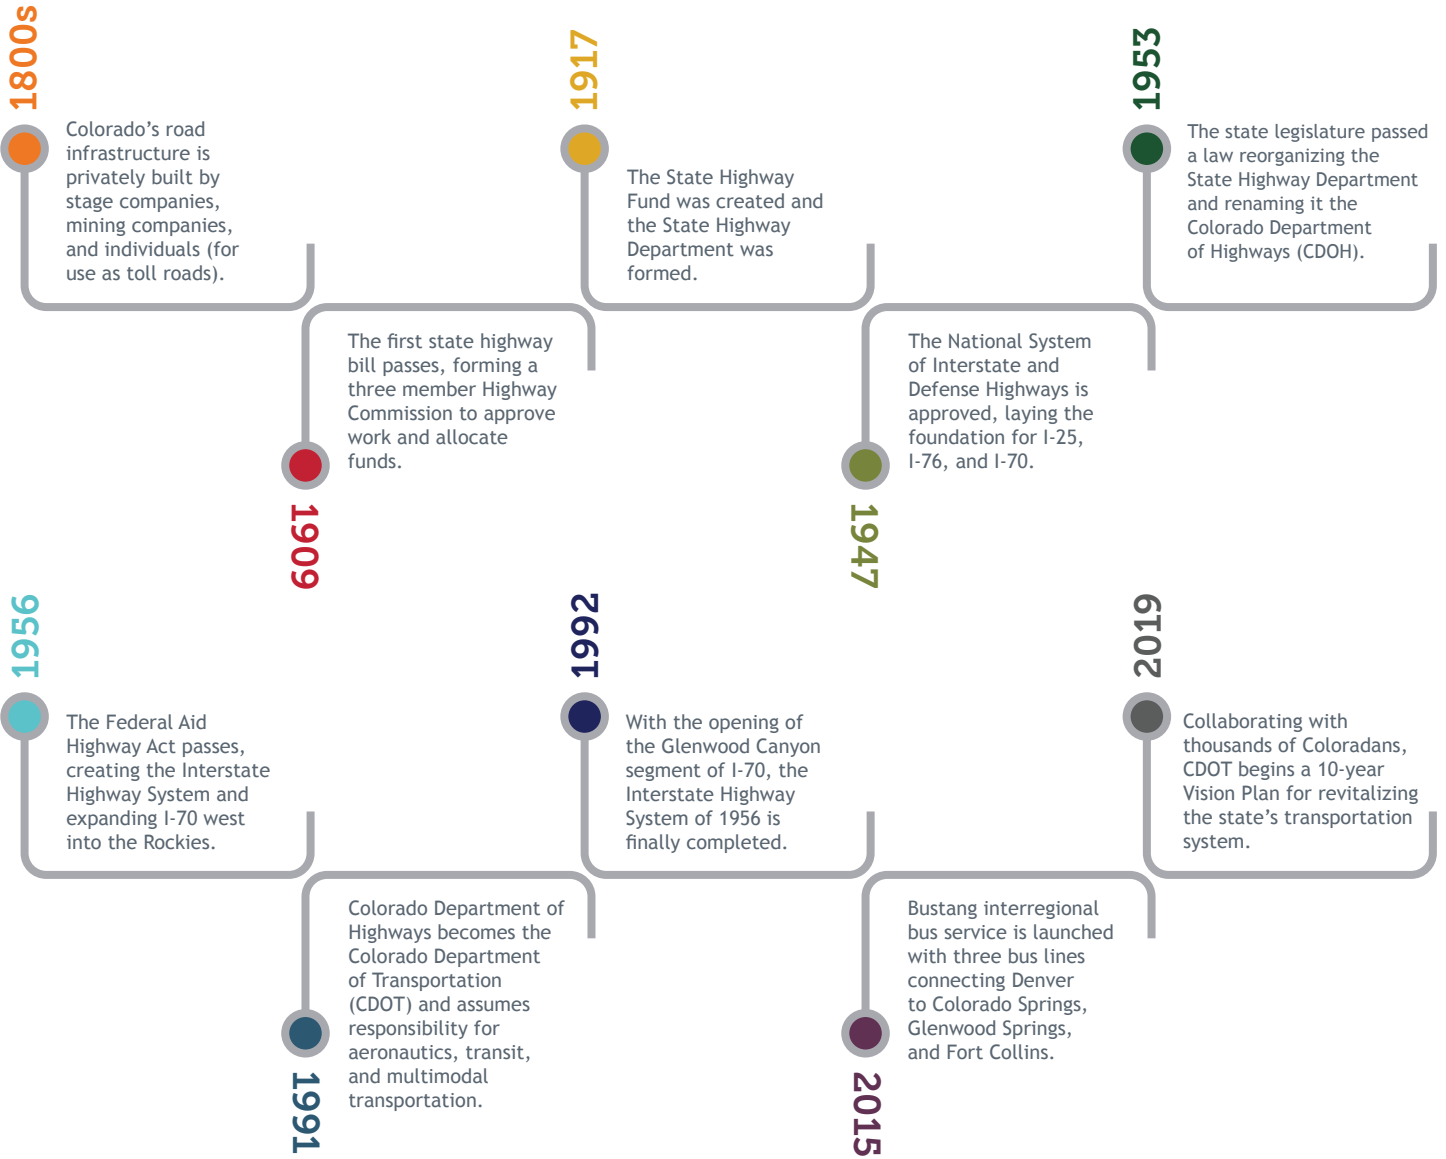 1800s
Colorado's road
infrastructure is
privately built by
stage companies,
mining companies,
and individuals (for
use as toll roads).
1909
The first state highway
bill passes, forming a
three member Highway
Commission to approve
work and allocate
funds.
1917
The State Highway
Fund was created and
the State Highway
Department was
formed.
1947
The National System
of Interstate and
Defense Highways is
approved, laying the
foundation for I-25,
I-76, and I-70.
1953
The state legislature passed
a law reorganizing the
State Highway Department
and renaming it the
Colorado Department
of Highways (CDOH).
1956
The Federal Aid
Highway Act passes,
creating the Interstate
Highway System and
expanding I-70 west
into the Rockies.
1991
Colorado Department of
Highways becomes the
Colorado Department
of Transportation
(CDOT) and assumes
responsibility for
aeronautics, transit,
and multimodal
transportation.
1992
With the opening of
the Glenwood Canyon
segment of I-70, the
Interstate Highway
System of 1956 is
finally completed.
2015
Bustang interregional
bus service is launched
with three bus lines
connecting Denver
to Colorado Springs,
Glenwood Springs,
and Fort Collins.
2019
Collaborating with
thousands of Coloradans,
CDOT begins a 10-year
Vision Plan for revitalizing
the state's transportation
system.